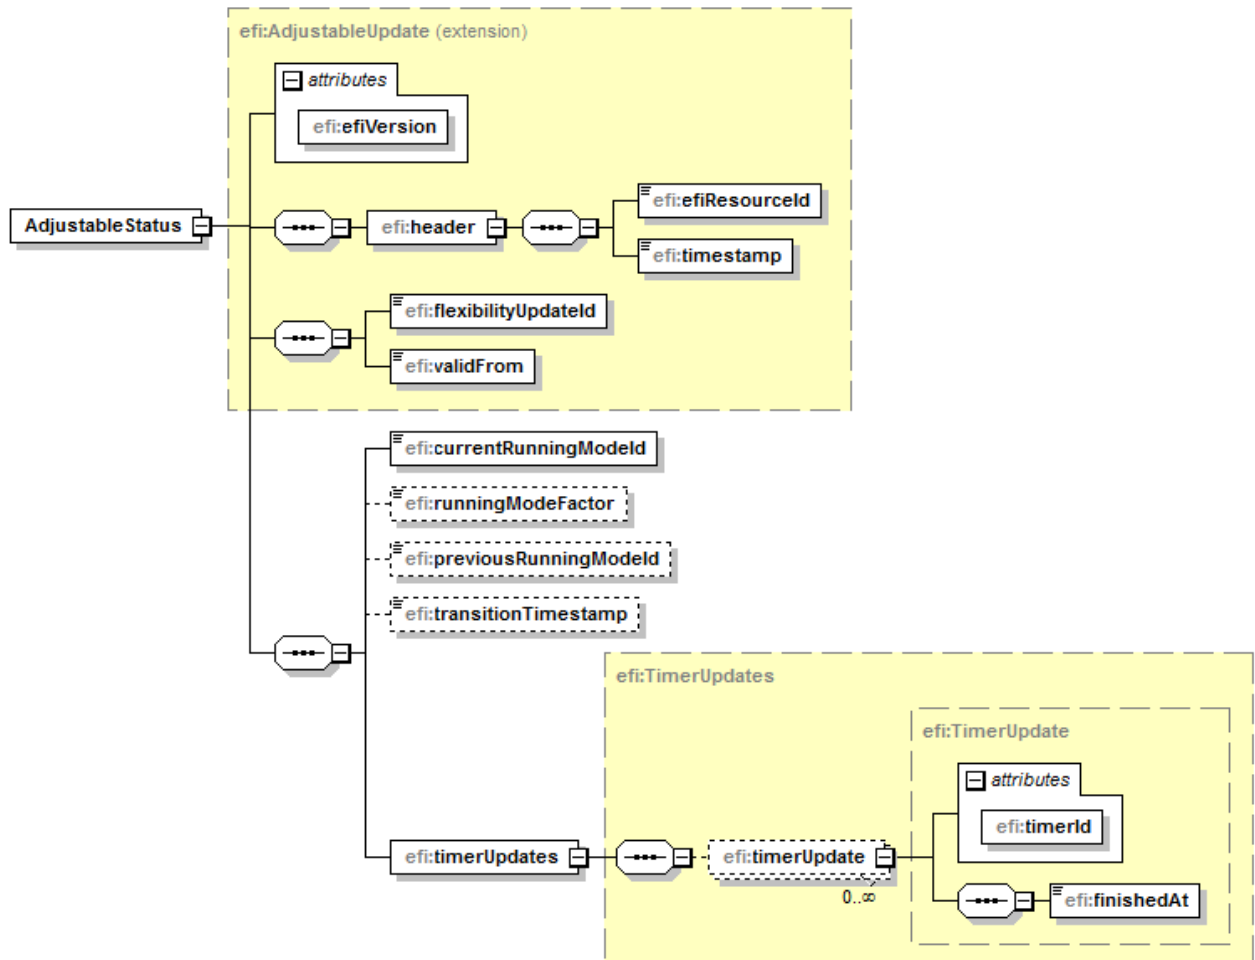 efi:AdjustableUpdate (extension)
attributes
efi:efiVersion
AdjustableStatus
efi:header
efi:efiResourceId
efi:timestamp
efi:flexibilityUpdateId
efi:validFrom
efi:currentRunningModeId
efi:runningModeFactor
efi:previousRunningModeId
efi:transitionTimestamp
efi:TimerUpdates
efi:TimerUpdate
attributes
efi:timerId
efi:timerUpdates
efi:timerUpdate
0..∞
efi:finishedAt